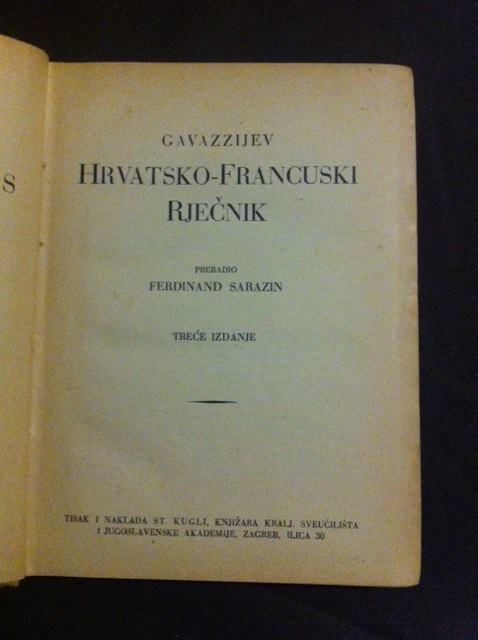 S
GAVAZZIJEV
HRVATSKO-FRANCUSKI
RJEČNIK
PRERADIO
FERDINAND SARAZIN
TREĆE IZDANJE
TISAK I NAKLADA ST. KUGLI, KNJIŽARA KRALJ. SVEUČILIŠTA
I JUGOSLAVENSKE AKADEMIJE, ZAGREB, ILICA 30